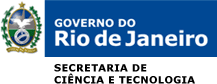 GOVERNO DO
Rio de Janeiro
SECRETARIA DE
CIÊNCIA E TECNOLOGIA